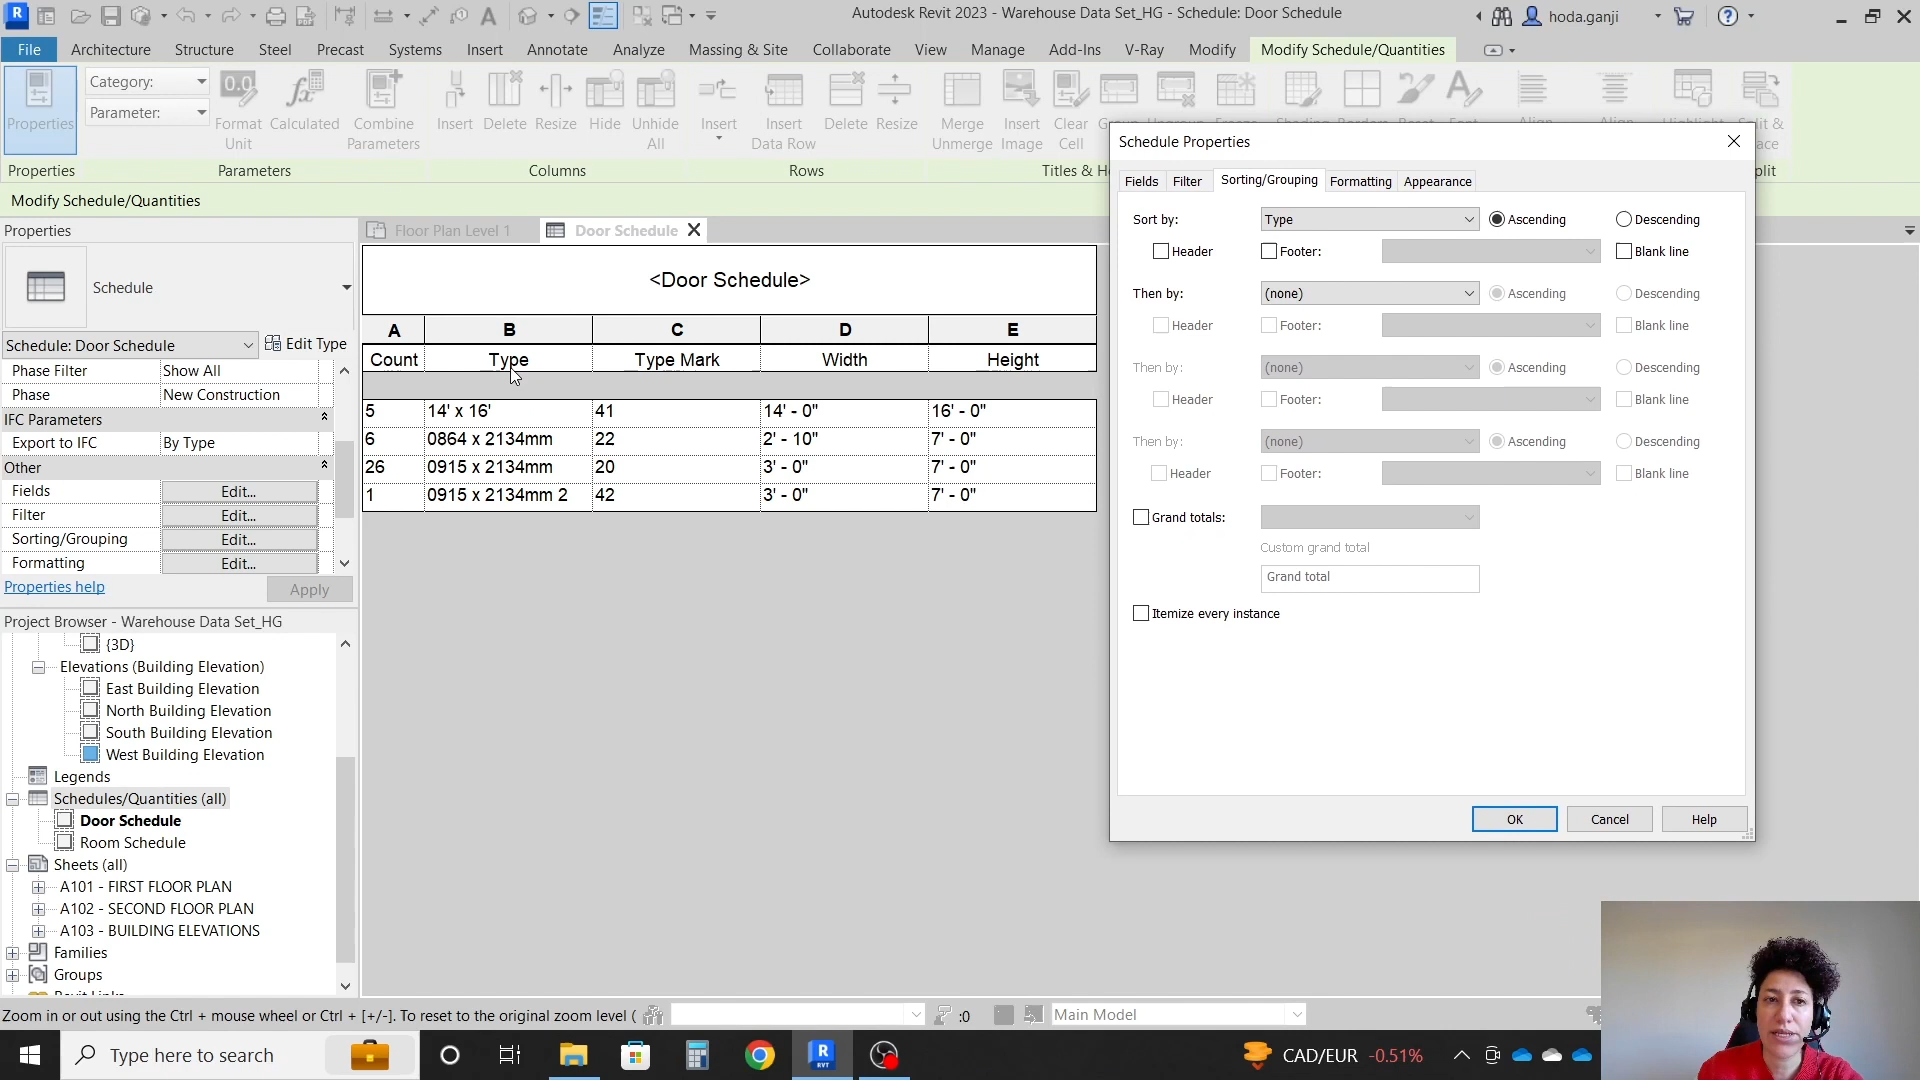 Autodesk Revit 2023 - Warehouse Data Set_HG - Schedule: Door Schedule
hoda.ganji
File Architecture Structure Steel Precast Systems Insert Annotate Analyze Massing & Site Collaborate View Manage Add-Ins V-Ray Modify Modify Schedule/Quantities
Properties
Category:
Parameter:
Format Unit
Calculated
Combine Parameters
Insert Delete Resize Hide Unhide All
Insert
Insert Data Row
Delete Resize
Merge Unmerge
Insert Image
Clear Cell
Properties Parameters Columns Rows Titles & H
Modify Schedule/Quantities
Properties
Schedule
Schedule: Door Schedule Edit Type
Phase Filter Show All
Phase New Construction
IFC Parameters
Export to IFC By Type
Other
Fields Edit...
Filter Edit...
Sorting/Grouping Edit...
Formatting Edit...
Properties help Apply
Project Browser - Warehouse Data Set_HG
{3D}
Elevations (Building Elevation)
East Building Elevation
North Building Elevation
South Building Elevation
West Building Elevation
Legends
Schedules/Quantities (all)
Door Schedule
Room Schedule
Sheets (all)
A101 - FIRST FLOOR PLAN
A102 - SECOND FLOOR PLAN
A103 - BUILDING ELEVATIONS
Families
Groups
Floor Plan Level 1 Door Schedule
<Door Schedule>
A B C D E
Count Type Type Mark Width Height
5 14' x 16' 41 14' - 0" 16' - 0"
6 0864 x 2134mm 22 2' - 10" 7' - 0"
26 0915 x 2134mm 20 3' - 0" 7' - 0"
1 0915 x 2134mm 2 42 3' - 0" 7' - 0"
Schedule Properties
Fields Filter Sorting/Grouping Formatting Appearance
Sort by: Type Ascending Descending
Header Footer: Blank line
Then by: (none) Ascending Descending
Header Footer: Blank line
Then by: (none) Ascending Descending
Header Footer: Blank line
Then by: (none) Ascending Descending
Header Footer: Blank line
Grand totals:
Custom grand total
Grand total
Itemize every instance
OK Cancel Help
Zoom in or out using the Ctrl + mouse wheel or Ctrl + [+/-]. To reset to the original zoom level ( :0 Main Model
Type here to search
CAD/EUR -0.51%